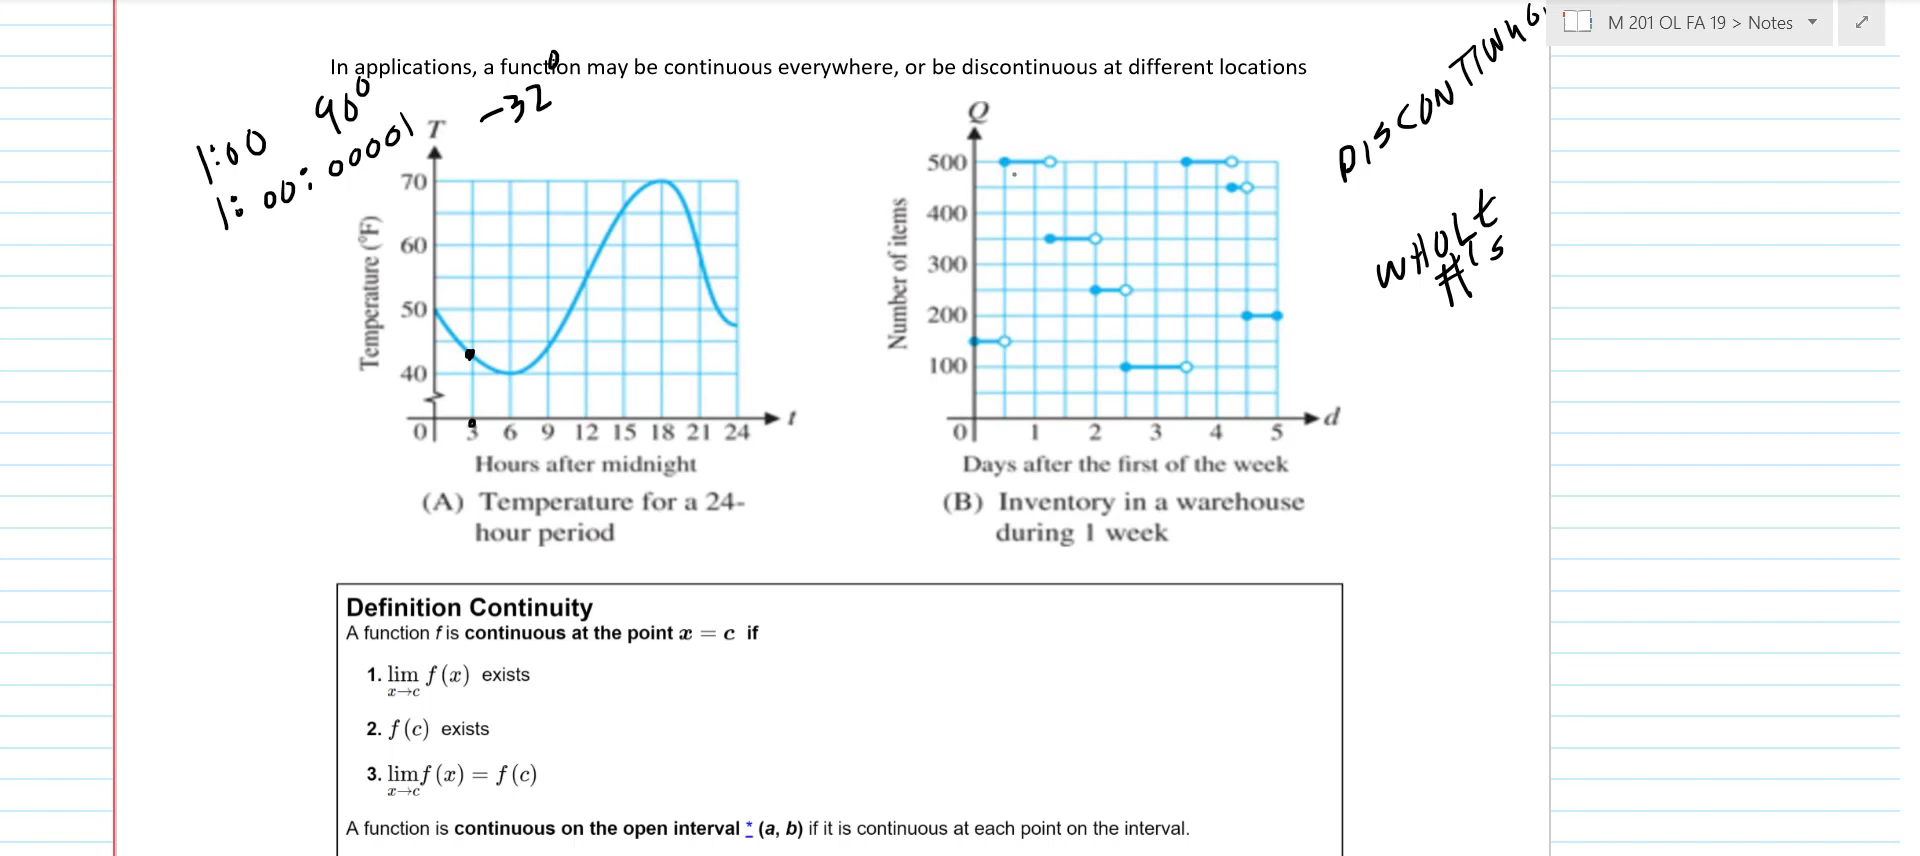 M 201 OL FA 19 > Notes
In applications, a function may be continuous everywhere, or be discontinuous at different locations
90°
-32°
1:00
1:00:00001
T
70
60
50
40
0 3 6 9 12 15 18 21 24
t
Temperature (°F)
Hours after midnight
(A) Temperature for a 24-
hour period
Q
500
400
300
200
100
0 1 2 3 4 5
d
Number of items
Days after the first of the week
(B) Inventory in a warehouse
during 1 week
WHOLE
#'s
Definition Continuity
A function f is continuous at the point x = c if
1. lim f (x) exists
x→c
2. f (c) exists
3. lim f (x) = f (c)
x→c
A function is continuous on the open interval * (a, b) if it is continuous at each point on the interval.